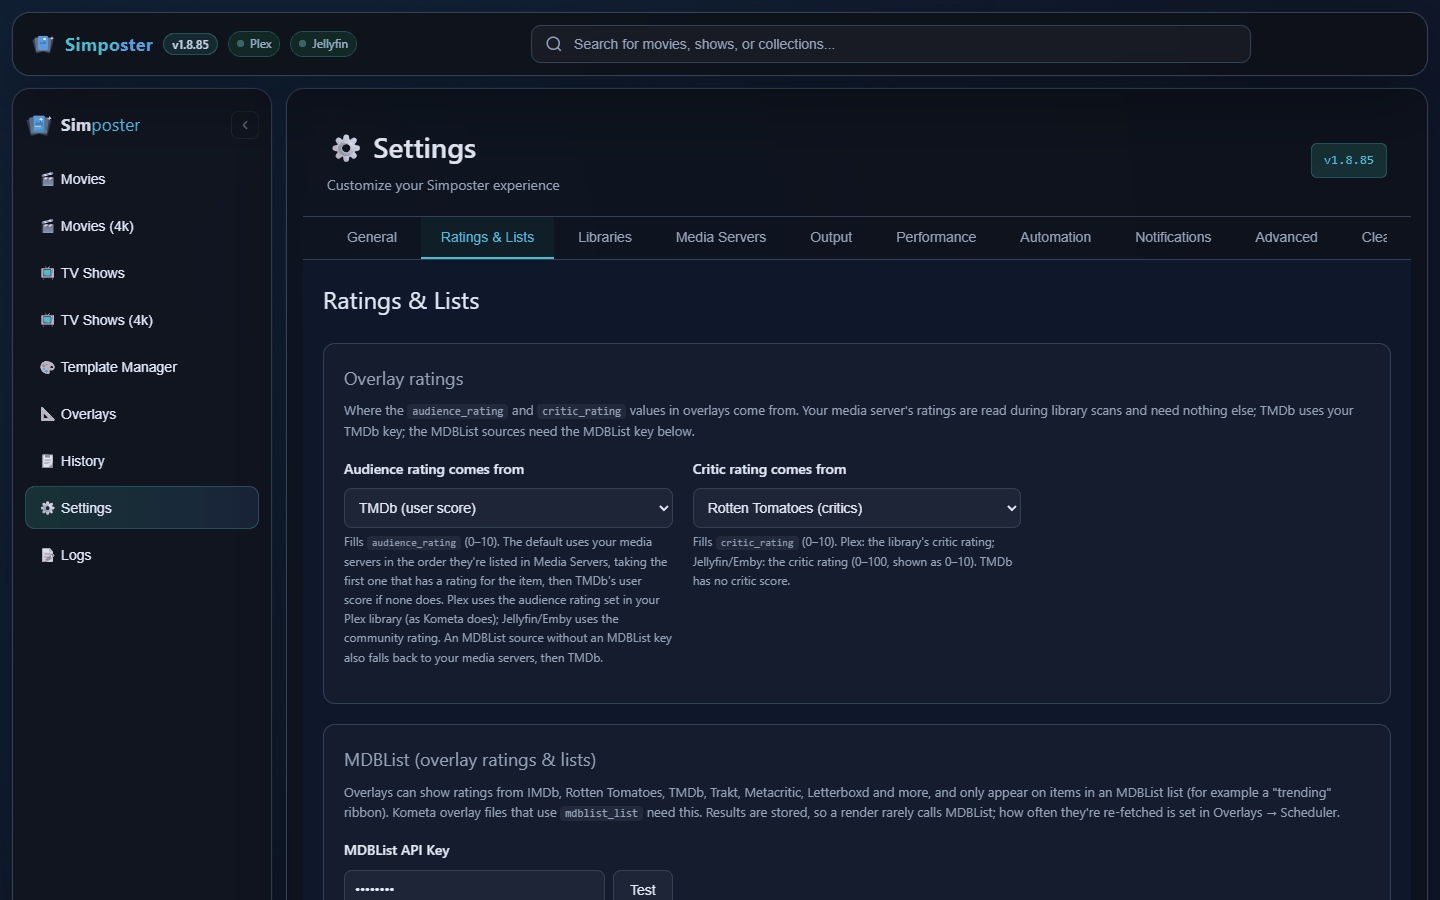 Simposter v1.8.85 Plex Jellyfin
Search for movies, shows, or collections...
Simposter
Movies
Movies (4k)
TV Shows
TV Shows (4k)
Template Manager
Overlays
History
Settings
Logs
Settings
Customize your Simposter experience
v1.8.85
General Ratings & Lists Libraries Media Servers Output Performance Automation Notifications Advanced Clea
Ratings & Lists
Overlay ratings
Where the audience_rating and critic_rating values in overlays come from. Your media server's ratings are read during library scans and need nothing else; TMDb uses your
TMDb key; the MDBList sources need the MDBList key below.
Audience rating comes from
TMDb (user score)
Fills audience_rating (0–10). The default uses your media
servers in the order they're listed in Media Servers, taking the
first one that has a rating for the item, then TMDb's user
score if none does. Plex uses the audience rating set in your
Plex library (as Kometa does); Jellyfin/Emby uses the
community rating. An MDBList source without an MDBList key
also falls back to your media servers, then TMDb.
Critic rating comes from
Rotten Tomatoes (critics)
Fills critic_rating (0–10). Plex: the library's critic rating;
Jellyfin/Emby: the critic rating (0–100, shown as 0–10). TMDb
has no critic score.
MDBList (overlay ratings & lists)
Overlays can show ratings from IMDb, Rotten Tomatoes, TMDb, Trakt, Metacritic, Letterboxd and more, and only appear on items in an MDBList list (for example a "trending"
ribbon). Kometa overlay files that use mdblist_list need this. Results are stored, so a render rarely calls MDBList; how often they're re-fetched is set in Overlays → Scheduler.
MDBList API Key
••••••••
Test